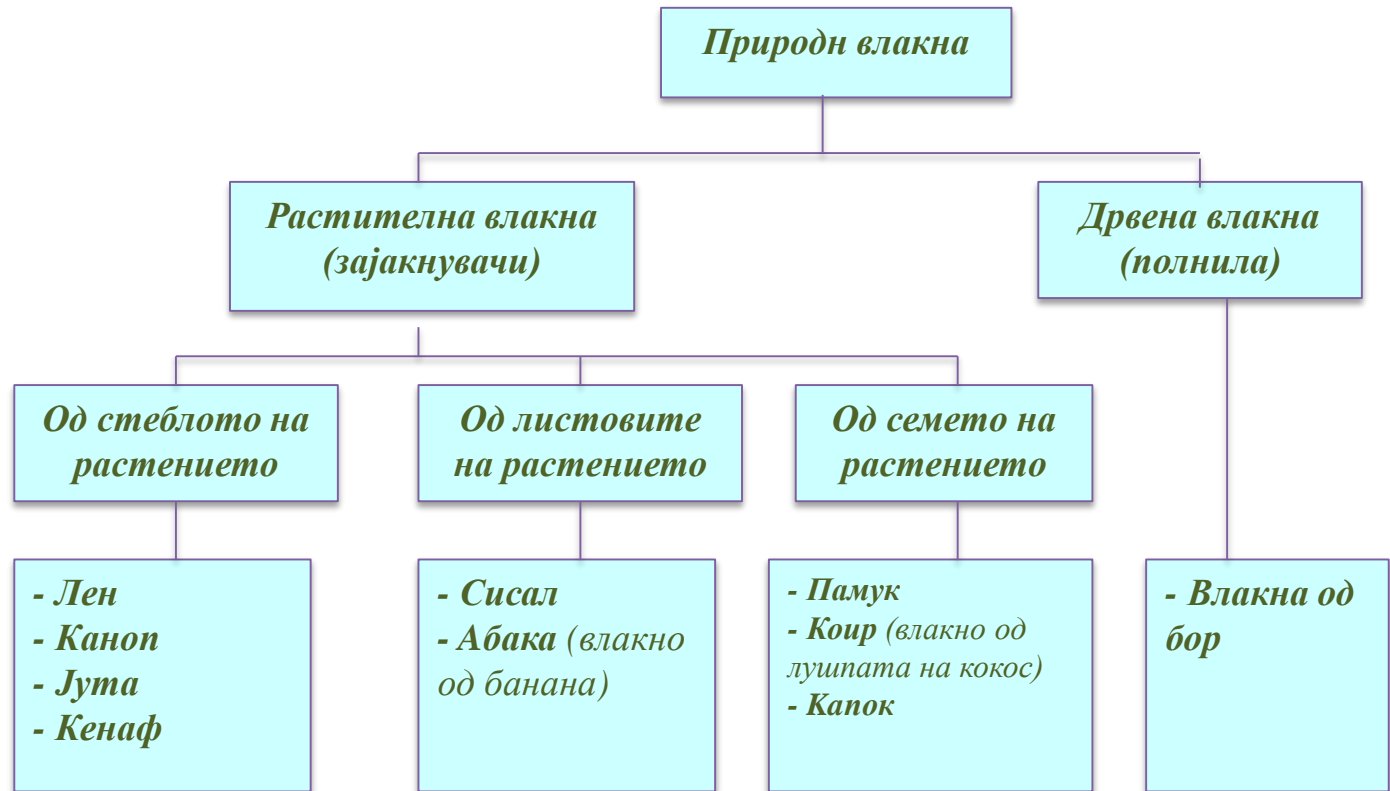 Природн влакна
Растителна влакна
(зајакнувачи)
Дрвена влакна
(полнила)
Од стеблото на
растението
Од листовите
на растението
Од семето на
растението
- Лен
- Каноп
- Јута
- Кенаф
- Сисал
- Абака (влакно
од банана)
- Памук
- Коир (влакно од
лушпата на кокос)
- Капок
- Влакна од
бор